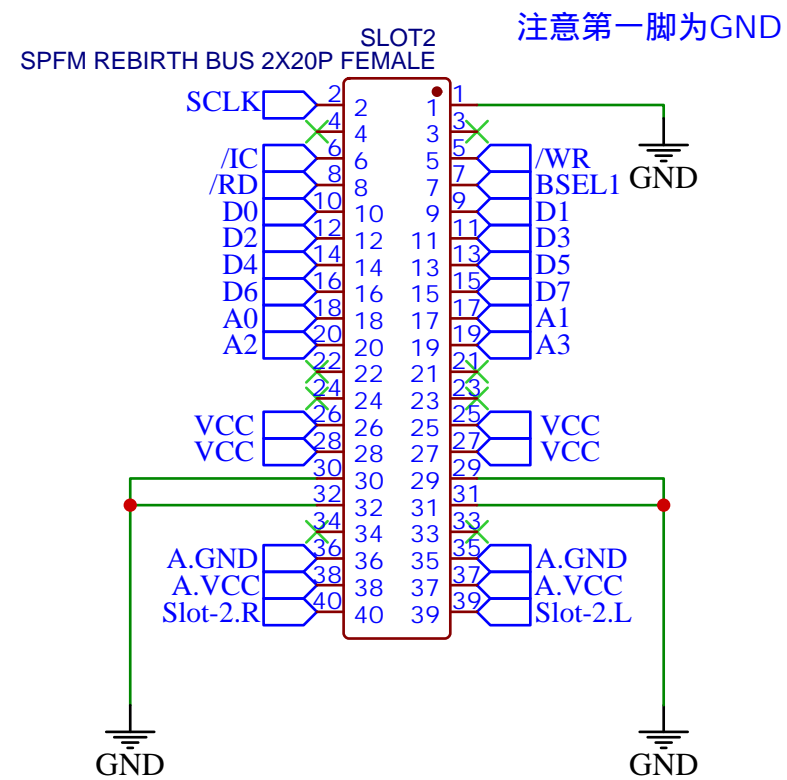 注意第一脚为GND
SLOT2
SPFM REBIRTH BUS 2X20P FEMALE
SCLK 2 2 1 1
4 4 3 3
/IC 6 6 5 5 /WR
/RD 8 8 7 7 BSEL1 GND
D0 10 10 9 9 D1
D2 12 12 11 11 D3
D4 14 14 13 13 D5
D6 16 16 15 15 D7
A0 18 18 17 17 A1
A2 20 20 19 19 A3
22 22 21 21
24 24 23 23
VCC 26 26 25 25 VCC
VCC 28 28 27 27 VCC
30 30 29 29
32 32 31 31
34 34 33 33
A.GND 36 36 35 35 A.GND
A.VCC 38 38 37 37 A.VCC
Slot-2.R 40 40 39 39 Slot-2.L
GND GND